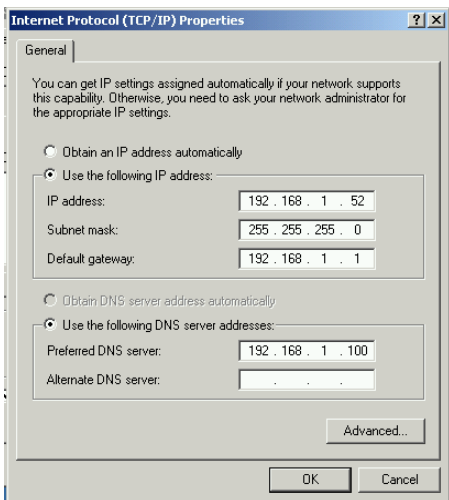 Internet Protocol (TCP/IP) Properties
General
You can get IP settings assigned automatically if your network supports
this capability. Otherwise, you need to ask your network administrator for
the appropriate IP settings.
Obtain an IP address automatically
Use the following IP address:
IP address: 192 . 168 . 1 . 52
Subnet mask: 255 . 255 . 255 . 0
Default gateway: 192 . 168 . 1 . 1
Obtain DNS server address automatically
Use the following DNS server addresses:
Preferred DNS server: 192 . 168 . 1 . 100
Alternate DNS server: . . .
Advanced...
OK Cancel